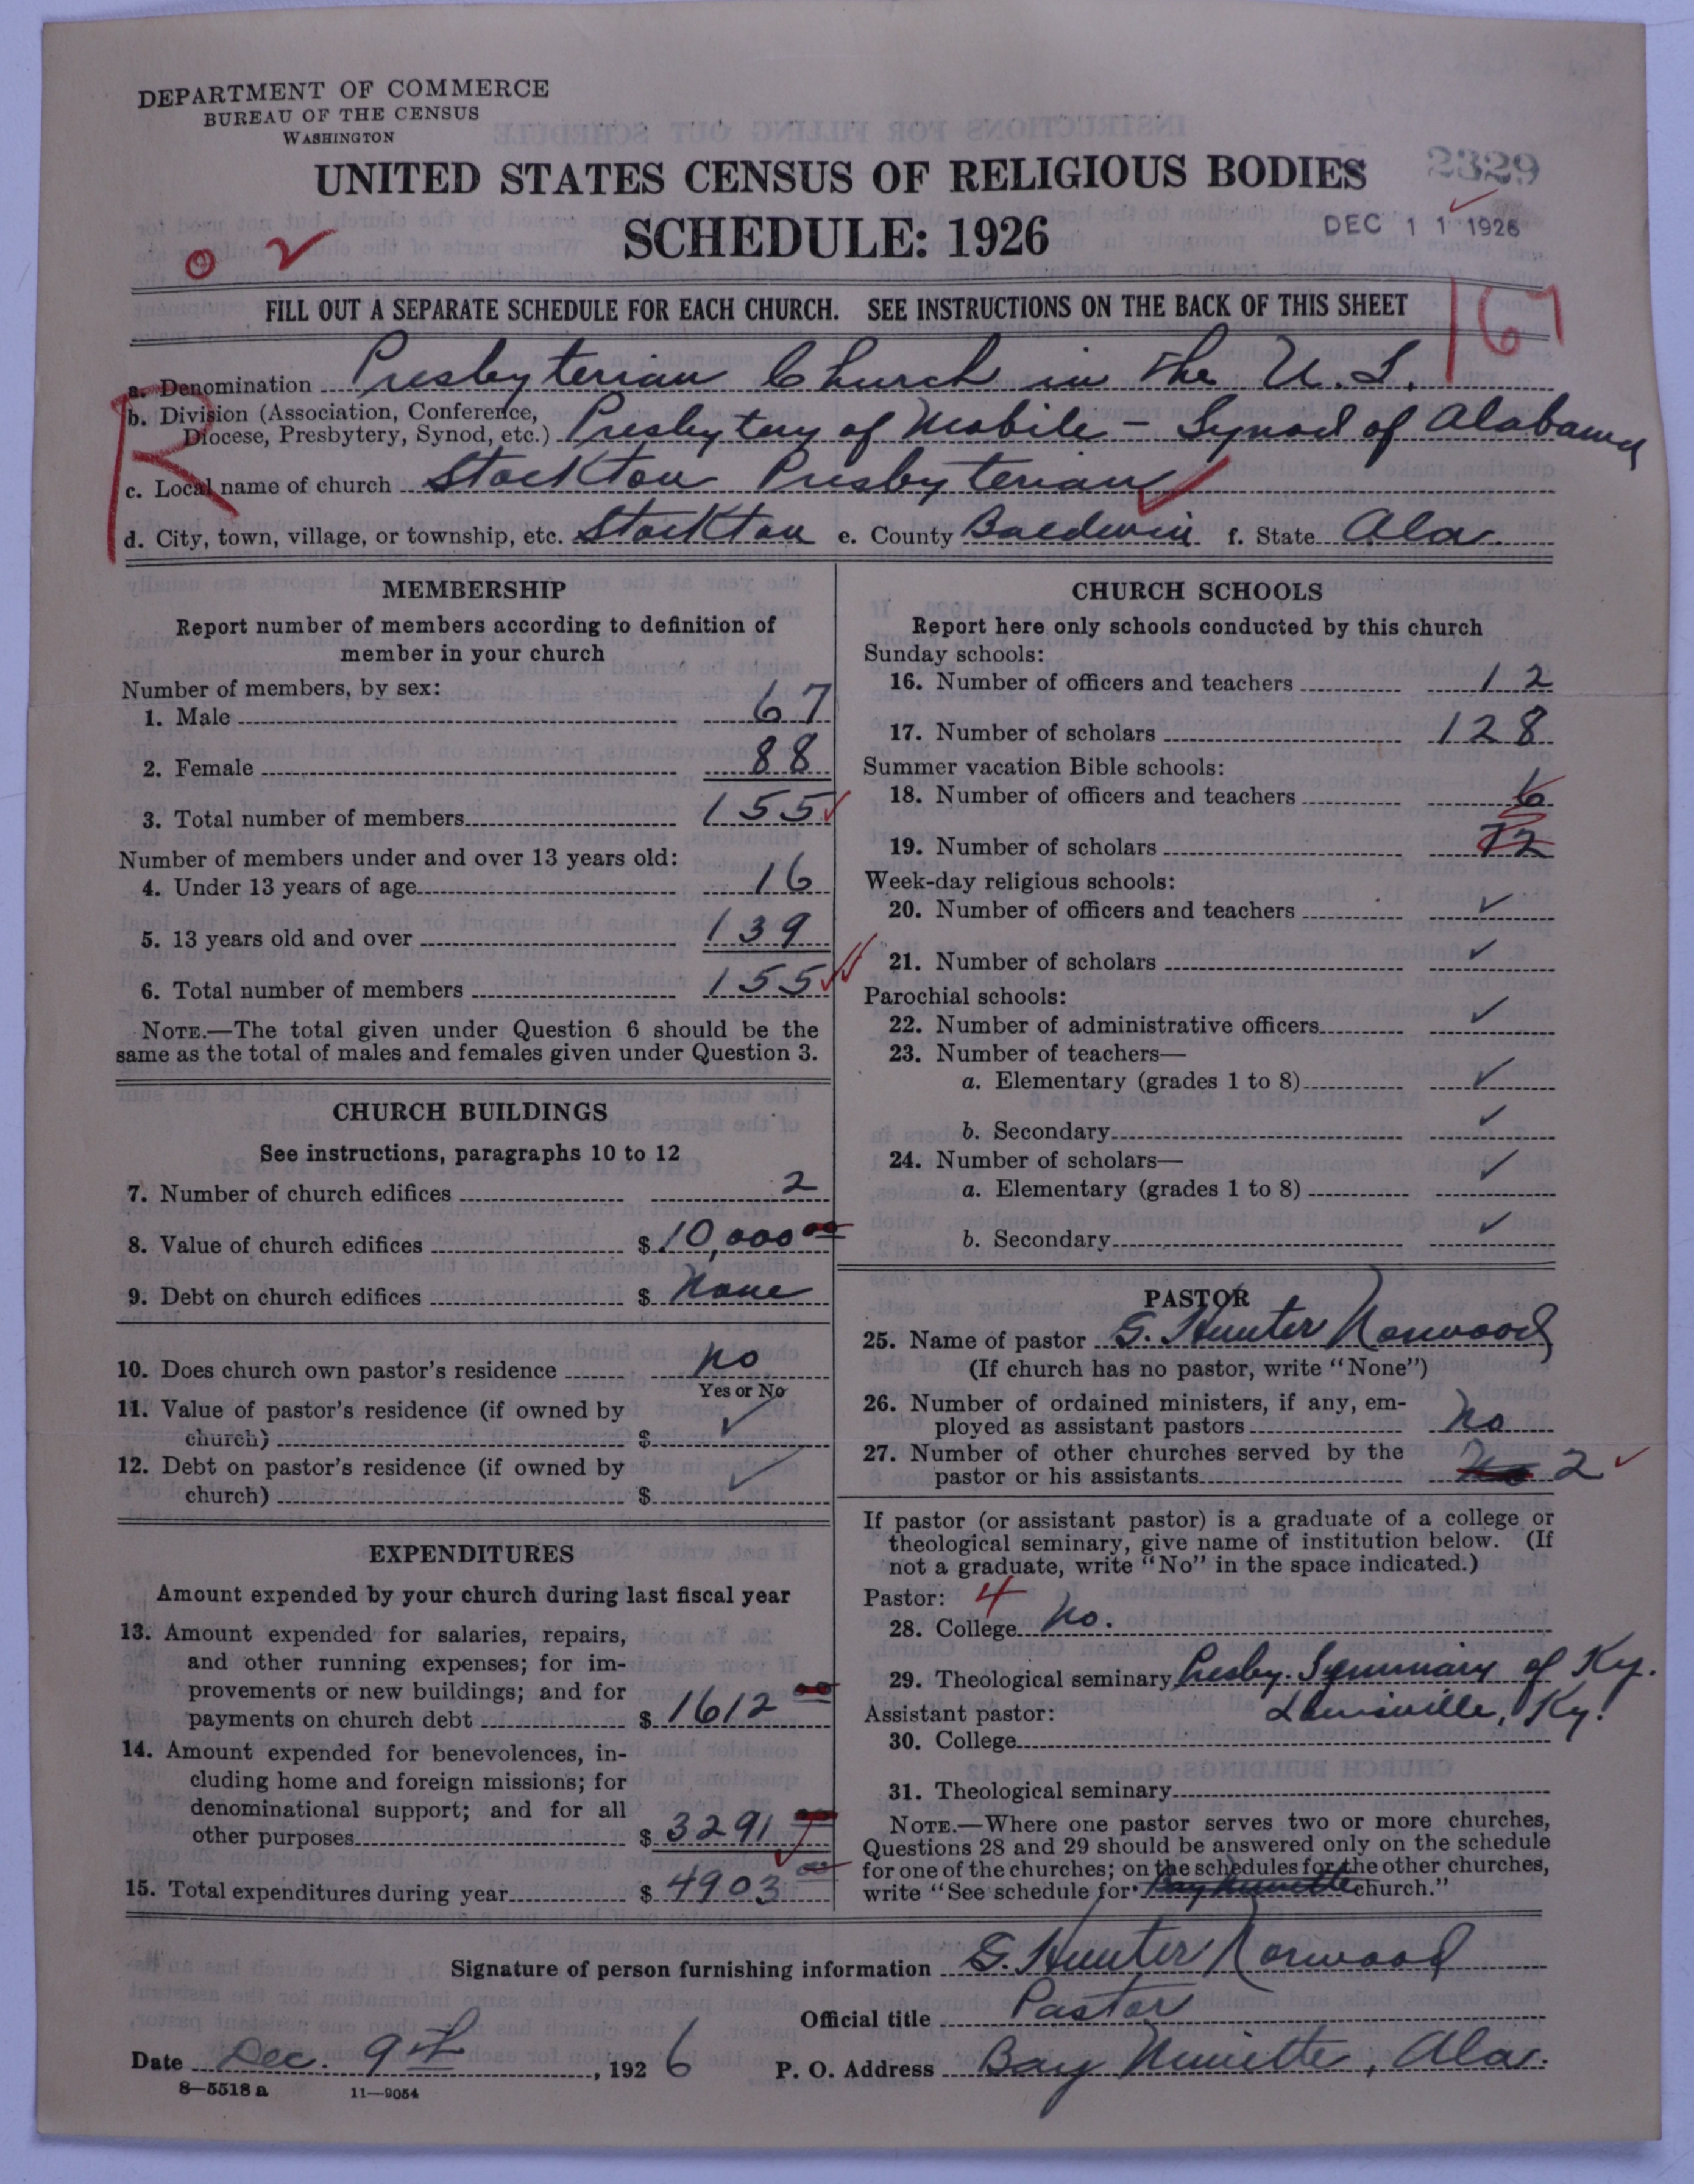 DEPARTMENT OF COMMERCE
BUREAU OF THE CENSUS
WASHINGTON
UNITED STATES CENSUS OF RELIGIOUS BODIES
2329
SCHEDULE: 1926
DEC 11 1926
FILL OUT A SEPARATE SCHEDULE FOR EACH CHURCH. SEE INSTRUCTIONS ON THE BACK OF THIS SHEET
167
a. Denomination Presbyterian Church in the U.S.
b. Division (Association, Conference,
Diocese, Presbytery, Synod, etc.) Presbytery of Mobile - Synod of Alabama
R
c. Local name of church Stockton Presbyterian
d. City, town, village, or township, etc. Stockton e. County Baldwin f. State Ala.
MEMBERSHIP
Report number of members according to definition of
member in your church
Number of members, by sex:
1. Male 67
2. Female 88
3. Total number of members 155
Number of members under and over 13 years old:
4. Under 13 years of age 16
5. 13 years old and over 139
6. Total number of members 155
NOTE.—The total given under Question 6 should be the
same as the total of males and females given under Question 3.
CHURCH BUILDINGS
See instructions, paragraphs 10 to 12
7. Number of church edifices 2
8. Value of church edifices $ 10,000 00
9. Debt on church edifices $ None
10. Does church own pastor's residence no
Yes or No
11. Value of pastor's residence (if owned by
church) $ ✓
12. Debt on pastor's residence (if owned by
church) $ ✓
EXPENDITURES
Amount expended by your church during last fiscal year
13. Amount expended for salaries, repairs,
and other running expenses; for im-
provements or new buildings; and for
payments on church debt $ 1612 00
14. Amount expended for benevolences, in-
cluding home and foreign missions; for
denominational support; and for all
other purposes $ 3291
15. Total expenditures during year $ 4903 00
CHURCH SCHOOLS
Report here only schools conducted by this church
Sunday schools:
16. Number of officers and teachers 12
17. Number of scholars 128
Summer vacation Bible schools:
18. Number of officers and teachers 6
19. Number of scholars 72
Week-day religious schools:
20. Number of officers and teachers ✓
21. Number of scholars ✓
Parochial schools:
22. Number of administrative officers ✓
23. Number of teachers—
a. Elementary (grades 1 to 8) ✓
b. Secondary ✓
24. Number of scholars—
a. Elementary (grades 1 to 8) ✓
b. Secondary ✓
PASTOR
25. Name of pastor G. Hunter Norwood
(If church has no pastor, write "None")
26. Number of ordained ministers, if any, em-
ployed as assistant pastors No
27. Number of other churches served by the
pastor or his assistants 2
If pastor (or assistant pastor) is a graduate of a college or
theological seminary, give name of institution below. (If
not a graduate, write "No" in the space indicated.)
Pastor: 4
28. College No.
29. Theological seminary Presby. Symmary of Ky.
Louisville, Ky.
Assistant pastor:
30. College
31. Theological seminary
NOTE.—Where one pastor serves two or more churches,
Questions 28 and 29 should be answered only on the schedule
for one of the churches; on the schedules for the other churches,
write "See schedule for Bay Minette church."
Signature of person furnishing information G. Hunter Norwood
Official title Pastor
Date Dec. 9th, 1926 P. O. Address Bay Minette, Ala.
8—5518 a 11—9054